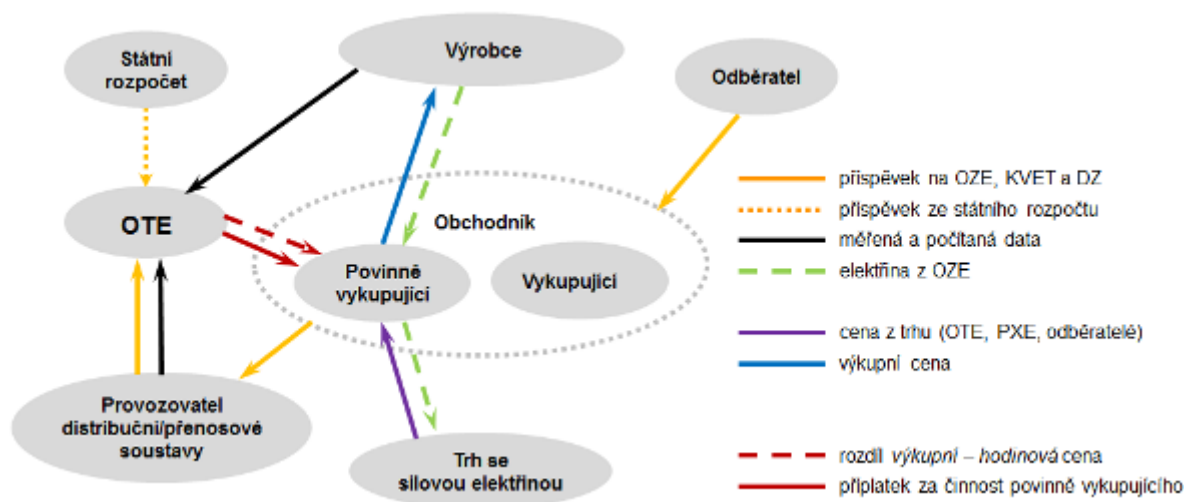 Státní
rozpočet
Výrobce
Odběratel
OTE
Obchodník
Povinně
vykupující
Vykupující
Provozovatel
distribuční/přenosové
soustavy
Trh se
silovou elektřinou
příspěvek na OZE, KVET a DZ
příspěvek ze státního rozpočtu
měřená a počítaná data
elektřina z OZE
cena z trhu (OTE, PXE, odběratelé)
výkupní cena
rozdíl výkupní – hodinová cena
příplatek za činnost povinně vykupujícího